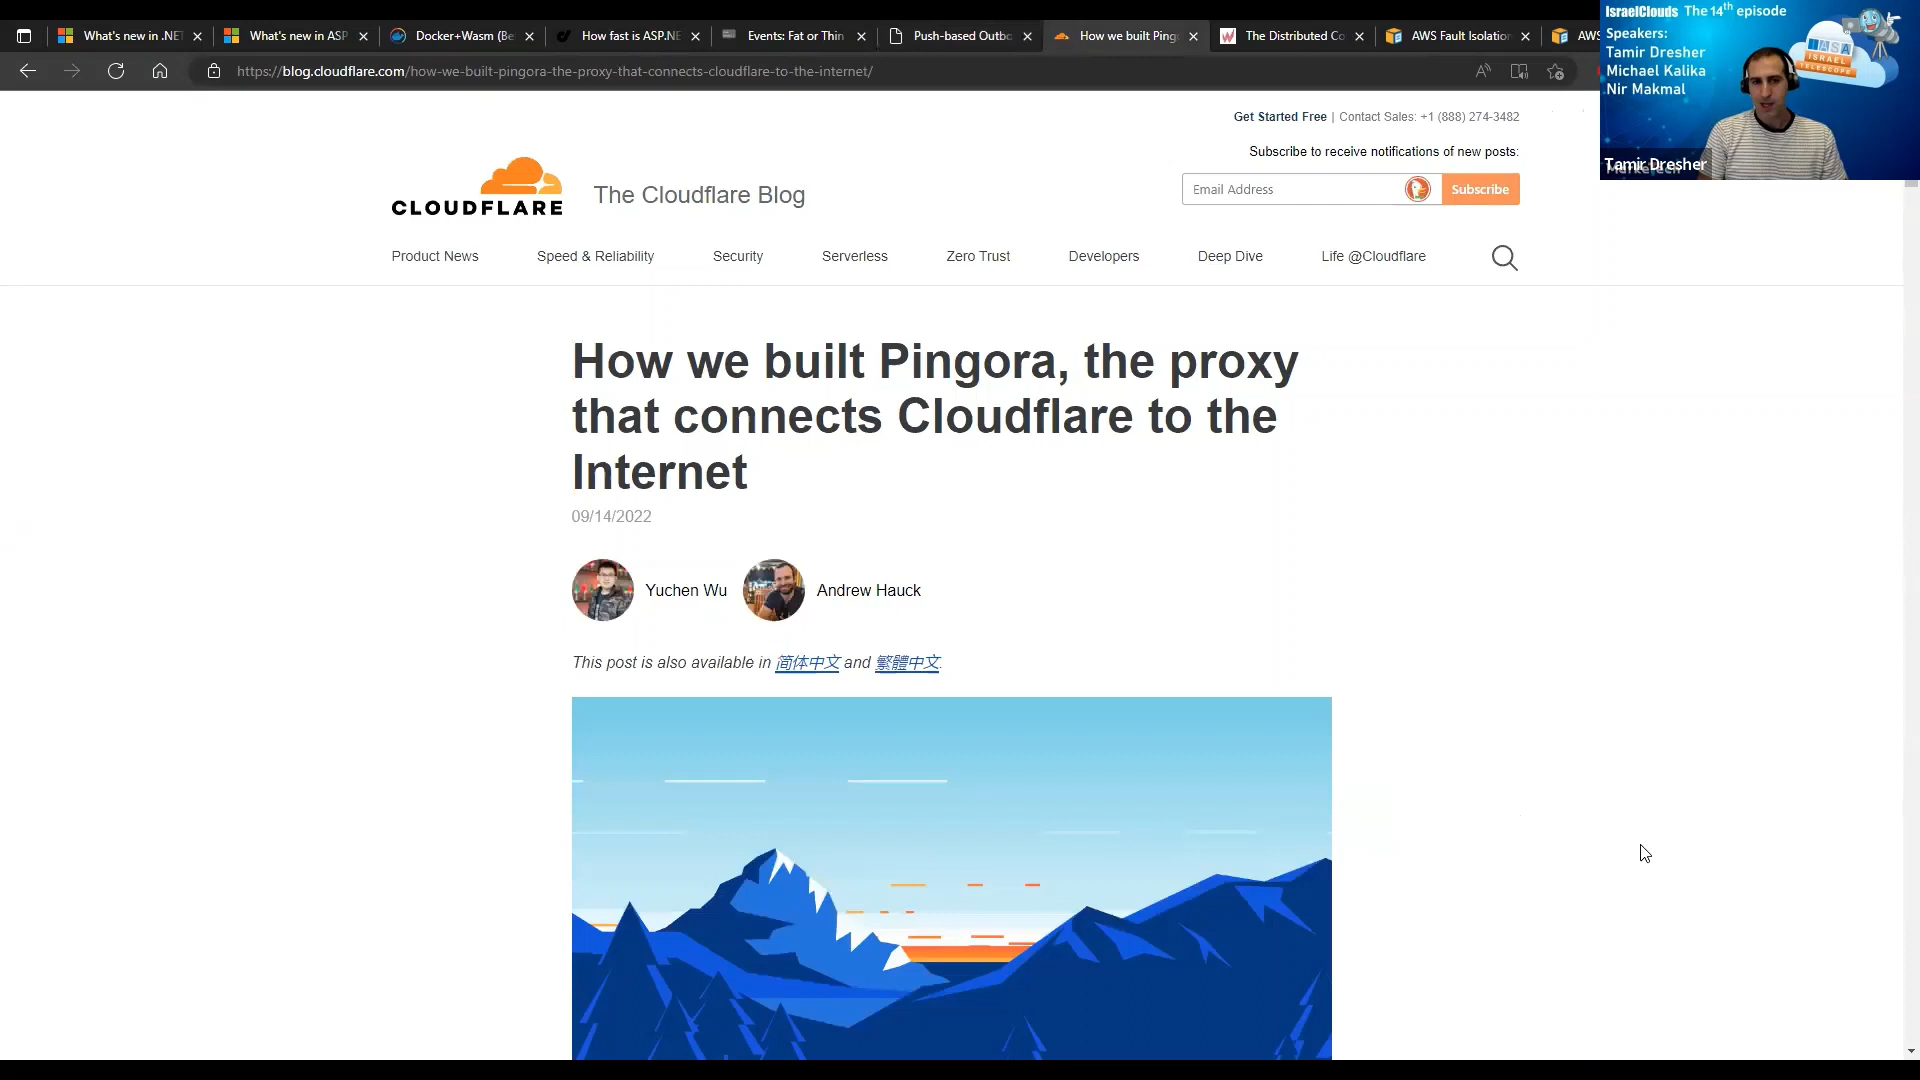 What's new in .NET
What's new in ASP
Docker+Wasm (Be
How fast is ASP.NE
Events: Fat or Thin
Push-based Outbo
How we built Ping
The Distributed Co
AWS Fault Isolation
AWS
https://blog.cloudflare.com/how-we-built-pingora-the-proxy-that-connects-cloudflare-to-the-internet/
IsraelClouds The 14th episode
Speakers:
Tamir Dresher
Michael Kalika
Nir Makmal
IASA
ISRAEL
TELESCOPE
Tamir Dresher
Get Started Free | Contact Sales: +1 (888) 274-3482
Subscribe to receive notifications of new posts:
Email Address
Subscribe
CLOUDFLARE
The Cloudflare Blog
Product News
Speed & Reliability
Security
Serverless
Zero Trust
Developers
Deep Dive
Life @Cloudflare
How we built Pingora, the proxy
that connects Cloudflare to the
Internet
09/14/2022
Yuchen Wu
Andrew Hauck
This post is also available in 简体中文 and 繁體中文.